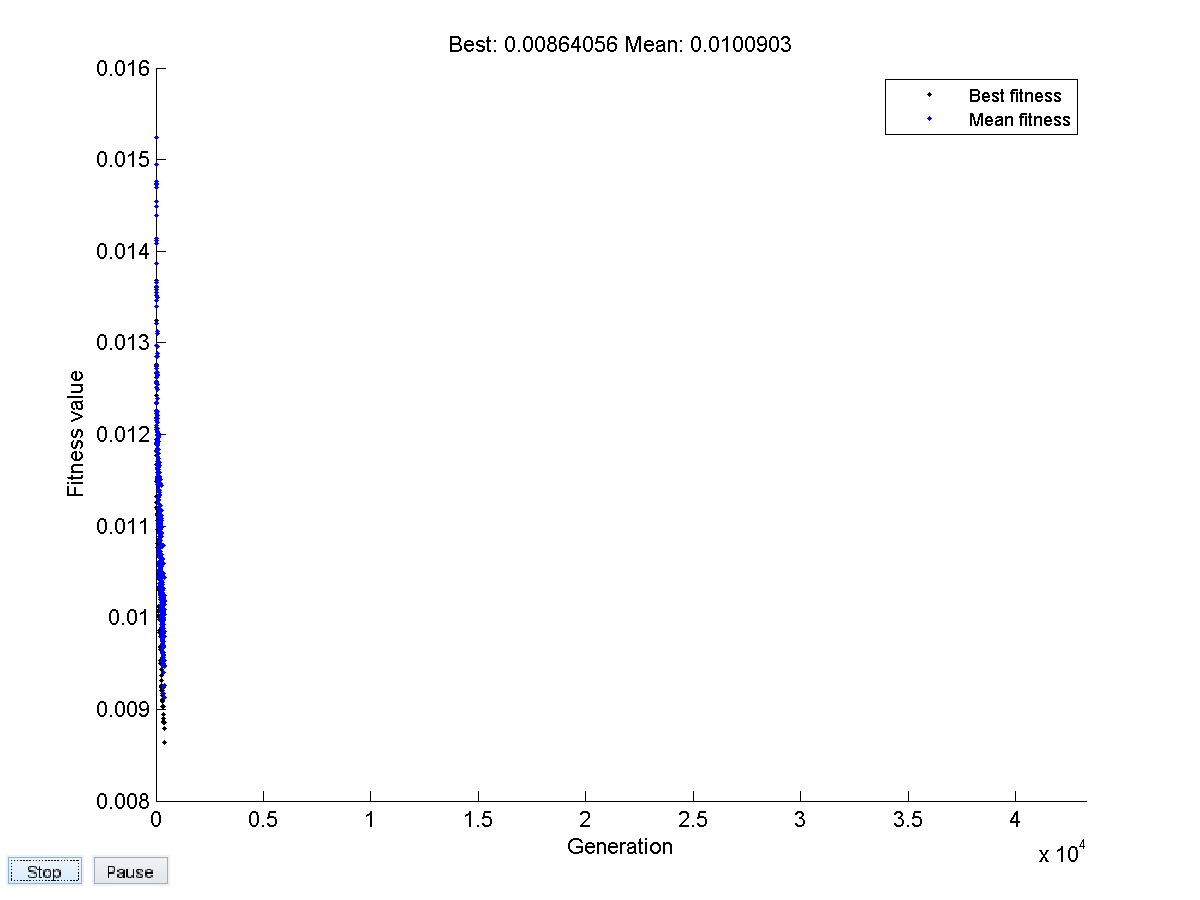 Best: 0.00864056 Mean: 0.0100903
0.016
Best fitness
Mean fitness
0.015
0.014
0.013
Fitness value
0.012
0.011
0.01
0.009
0.008
0 0.5 1 1.5 2 2.5 3 3.5 4
Generation
x 10^4
Stop Pause